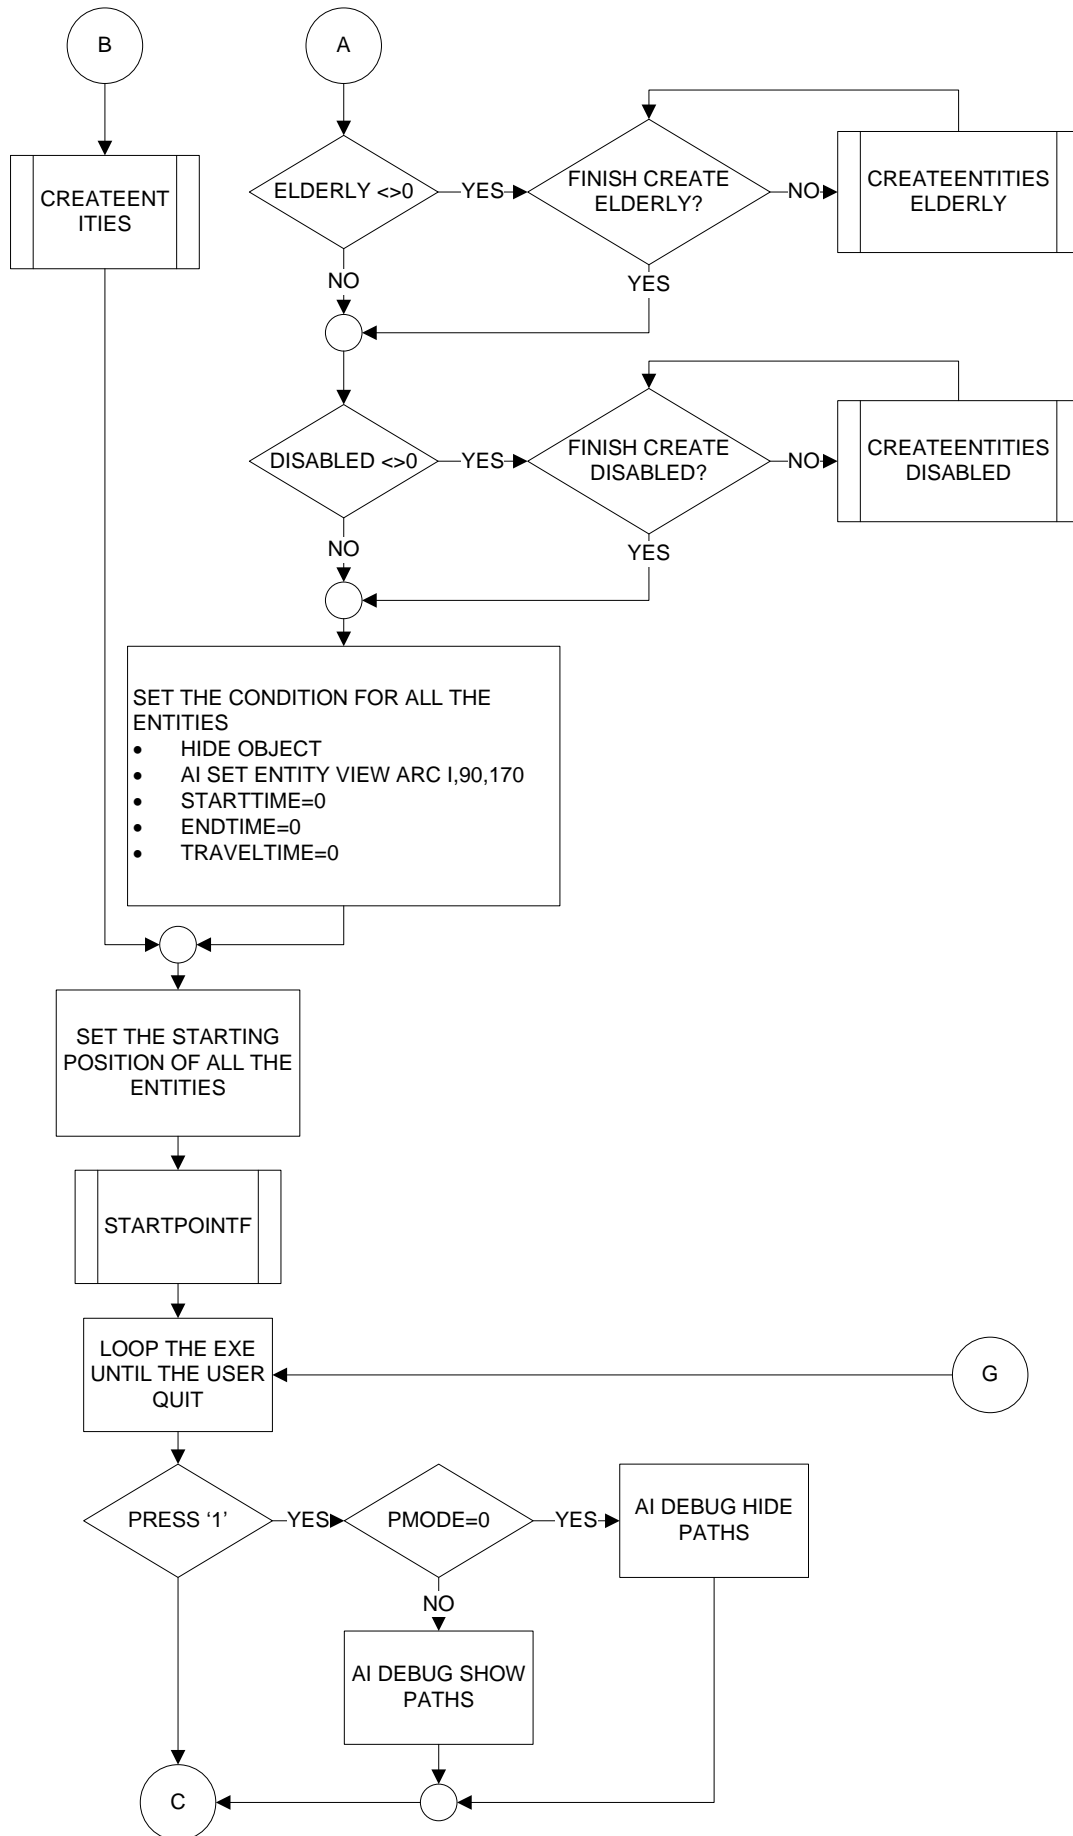 B
A
CREATEENT
ITIES
ELDERLY <>0
YES
FINISH CREATE
ELDERLY?
NO
CREATEENTITIES
ELDERLY
NO
YES
DISABLED <>0
YES
FINISH CREATE
DISABLED?
NO
CREATEENTITIES
DISABLED
NO
YES
SET THE CONDITION FOR ALL THE
ENTITIES
• HIDE OBJECT
• AI SET ENTITY VIEW ARC I,90,170
• STARTTIME=0
• ENDTIME=0
• TRAVELTIME=0
SET THE STARTING
POSITION OF ALL THE
ENTITIES
STARTPOINTF
LOOP THE EXE
UNTIL THE USER
QUIT
G
PRESS ‘1’
YES
PMODE=0
YES
AI DEBUG HIDE
PATHS
NO
AI DEBUG SHOW
PATHS
C